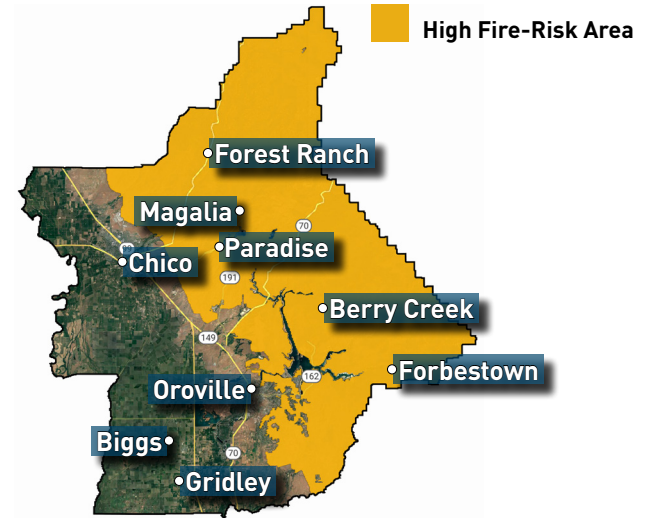 High Fire-Risk Area
Forest Ranch
Magalia
70
Paradise
Chico
191
Berry Creek
149
Forbestown
162
Oroville
Biggs
70
Gridley